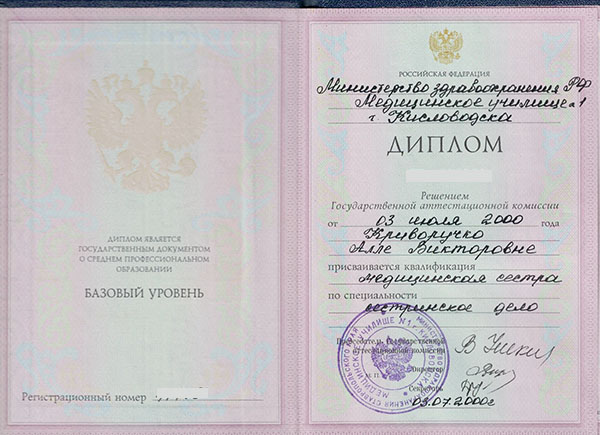 ДИПЛОМ ЯВЛЯЕТСЯ
ГОСУДАРСТВЕННЫМ ДОКУМЕНТОМ
О СРЕДНЕМ ПРОФЕССИОНАЛЬНОМ
ОБРАЗОВАНИИ
БАЗОВЫЙ УРОВЕНЬ
Регистрационный номер
РОССИЙСКАЯ ФЕДЕРАЦИЯ
Министерство здравоохранения РФ
Медицинское училище №1
г Кисловодска
ДИПЛОМ
Решением
Государственной аттестационной комиссии
от 03 июля 2000 года
Криворучко
Алле Викторовне
присваивается квалификация
медицинская сестра
по специальности
сестринское дело
Председатель Государственной
аттестационной комиссии
Директор
М. П.
Секретарь
03.07.2000г